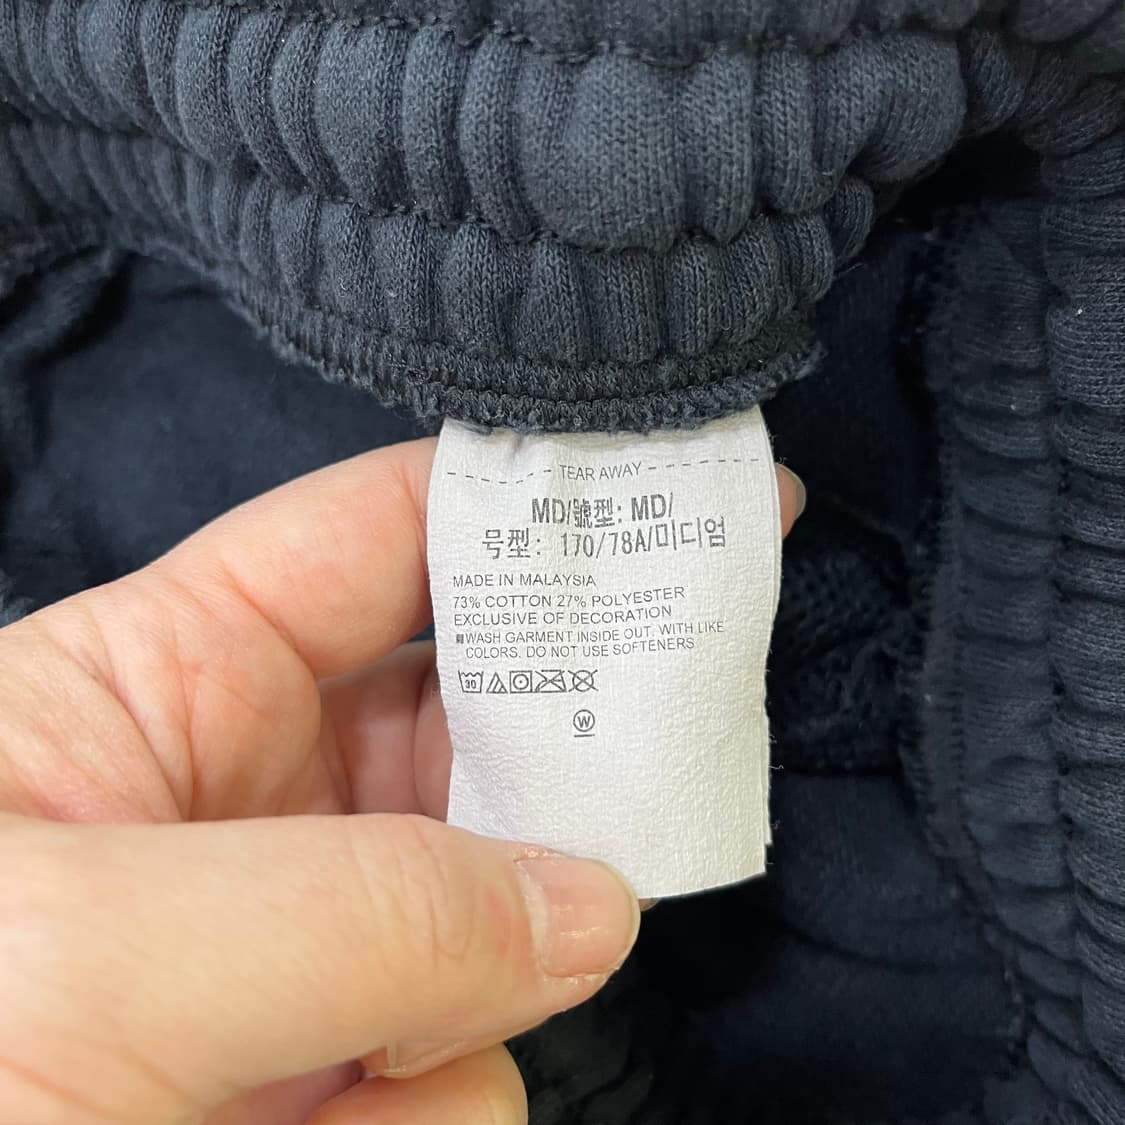 TEAR AWAY
MD/號型: MD/
号型: 170/78A/미디엄
MADE IN MALAYSIA
73% COTTON 27% POLYESTER
EXCLUSIVE OF DECORATION
WASH GARMENT INSIDE OUT. WITH LIKE
COLORS. DO NOT USE SOFTENERS
30
W